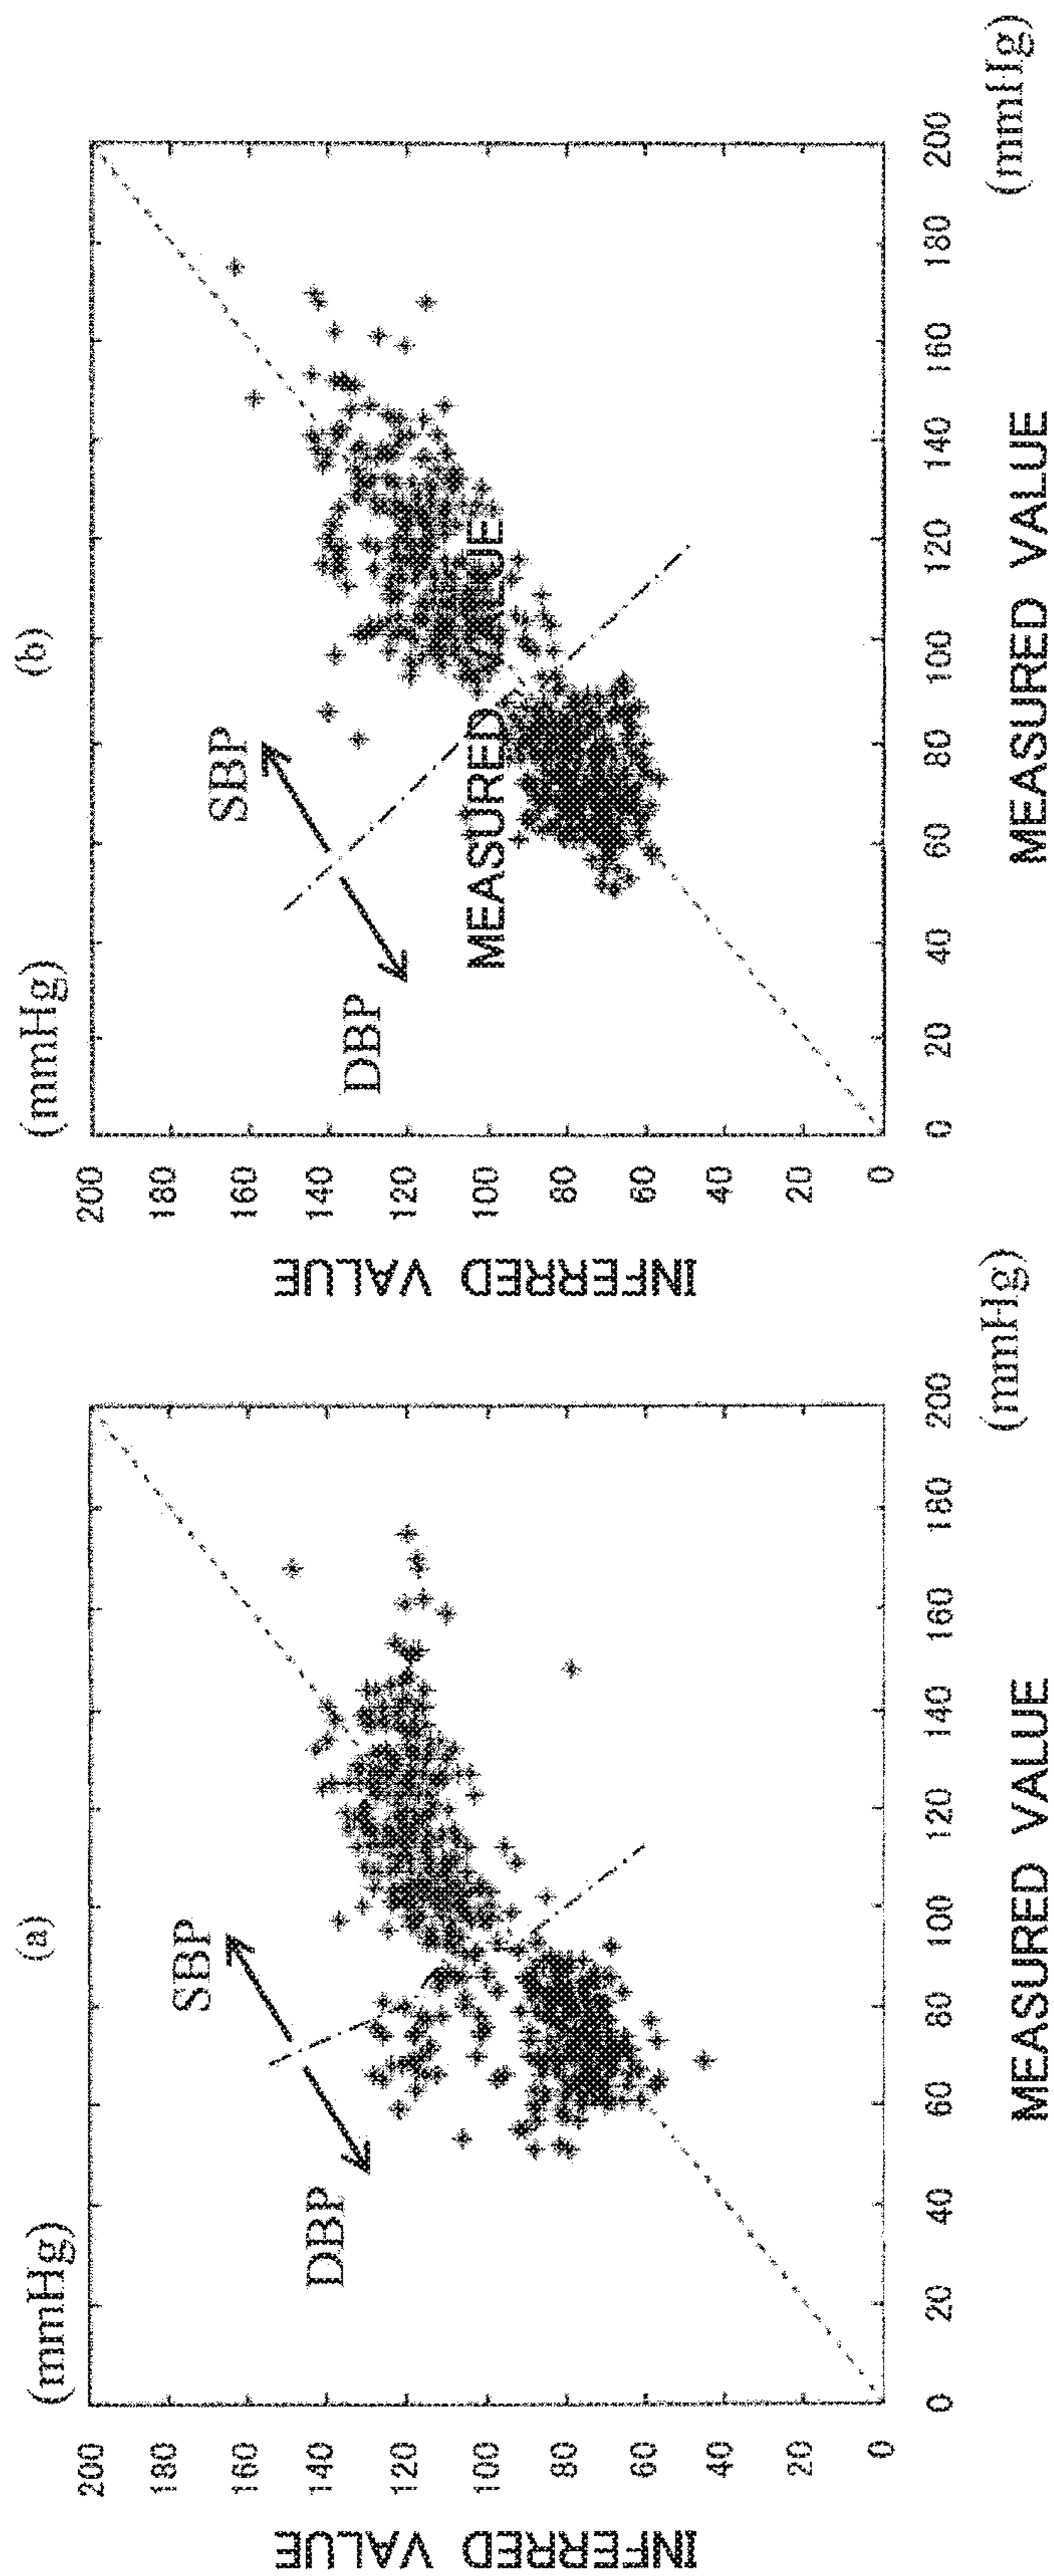 (a)
(mmHg)
INFERRED VALUE
200
180
160
140
120
100
80
60
40
20
0
SBP
DBP
0 20 40 60 80 100 120 140 160 180 200
MEASURED VALUE
(mmHg)
(b)
(mmHg)
INFERRED VALUE
200
180
160
140
120
100
80
60
40
20
0
SBP
DBP
MEASURED VALUE
0 20 40 60 80 100 120 140 160 180 200
MEASURED VALUE
(mmHg)